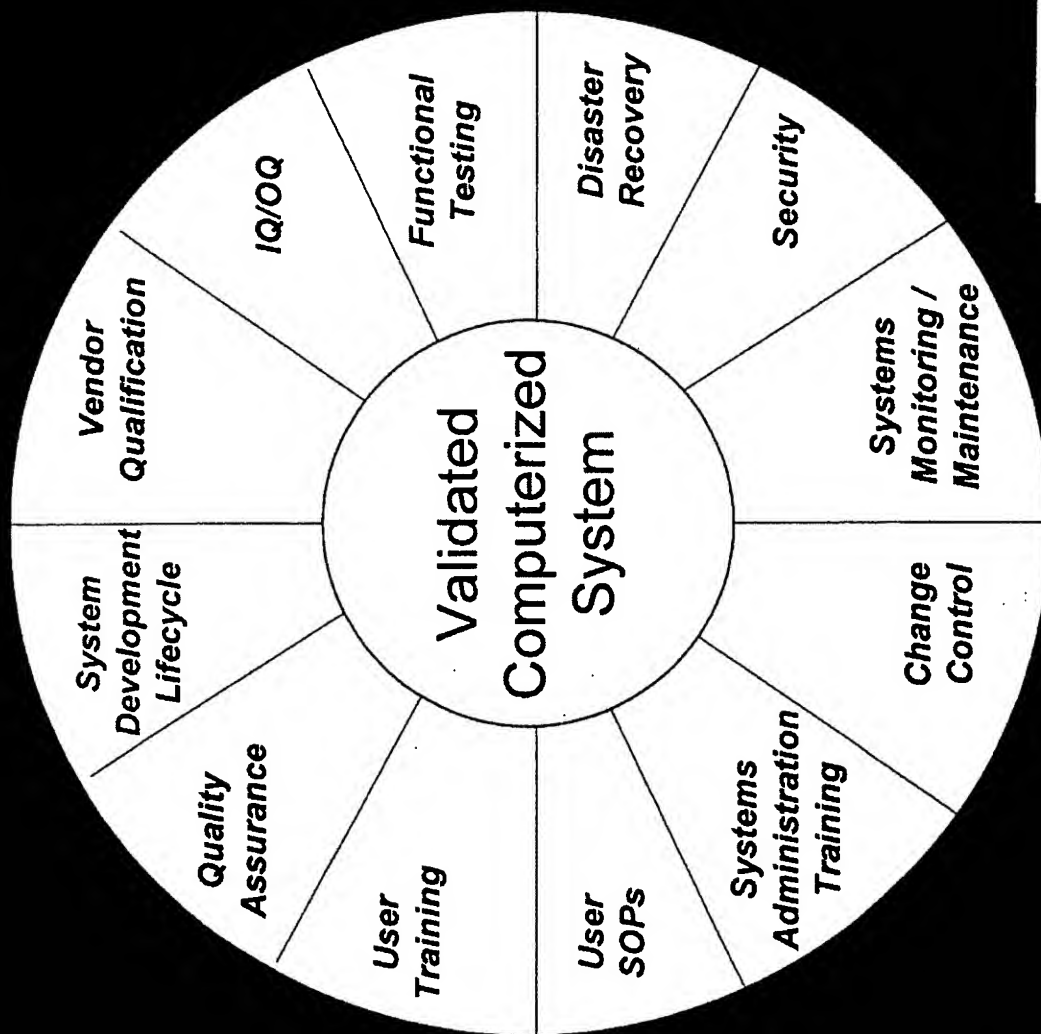 Validated
Computerized
System
Functional
Testing
Disaster
Recovery
Security
Systems
Monitoring /
Maintenance
Change
Control
Systems
Administration
Training
User
SOPs
User
Training
Quality
Assurance
System
Development
Lifecycle
Vendor
Qualification
IQ/OQ